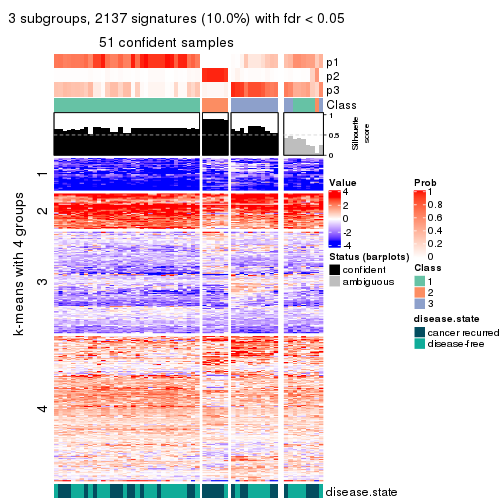 3 subgroups, 2137 signatures (10.0%) with fdr < 0.05
51 confident samples
p1
p2
p3
Class
1
0.5
0
Silhouette
score
k-means with 4 groups
1
2
3
4
Value
4
2
0
-2
-4
Status (barplots)
confident
ambiguous
Prob
1
0.8
0.6
0.4
0.2
0
Class
1
2
3
disease.state
cancer recurred
disease-free
disease.state